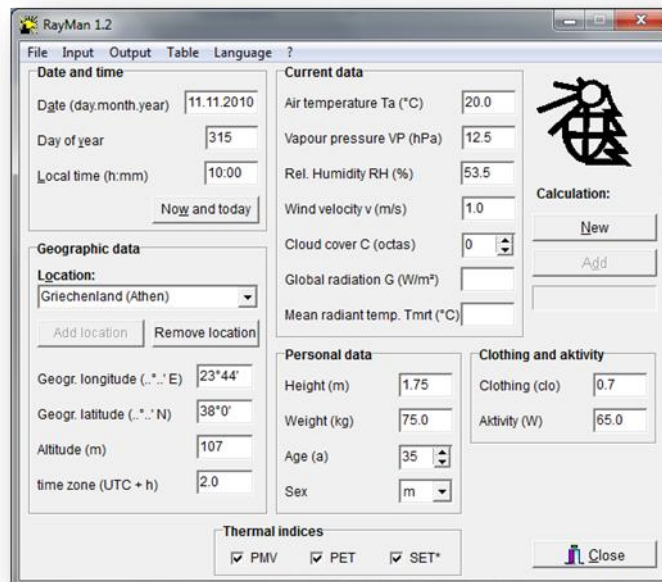 RayMan 1.2
File Input Output Table Language ?
Date and time
Date (day.month.year) 11.11.2010
Day of year 315
Local time (h:mm) 10:00
Now and today
Geographic data
Location:
Griechenland (Athen)
Add location Remove location
Geogr. longitude (..°..' E) 23°44'
Geogr. latitude (..°..' N) 38°0'
Altitude (m) 107
time zone (UTC + h) 2.0
Current data
Air temperature Ta (°C) 20.0
Vapour pressure VP (hPa) 12.5
Rel. Humidity RH (%) 53.5
Wind velocity v (m/s) 1.0
Cloud cover C (octas) 0
Global radiation G (W/m²)
Mean radiant temp. Tmrt (°C)
Calculation:
New
Add
Personal data
Height (m) 1.75
Weight (kg) 75.0
Age (a) 35
Sex m
Clothing and aktivity
Clothing (clo) 0.7
Aktivity (W) 65.0
Thermal indices
PMV PET SET*
Close